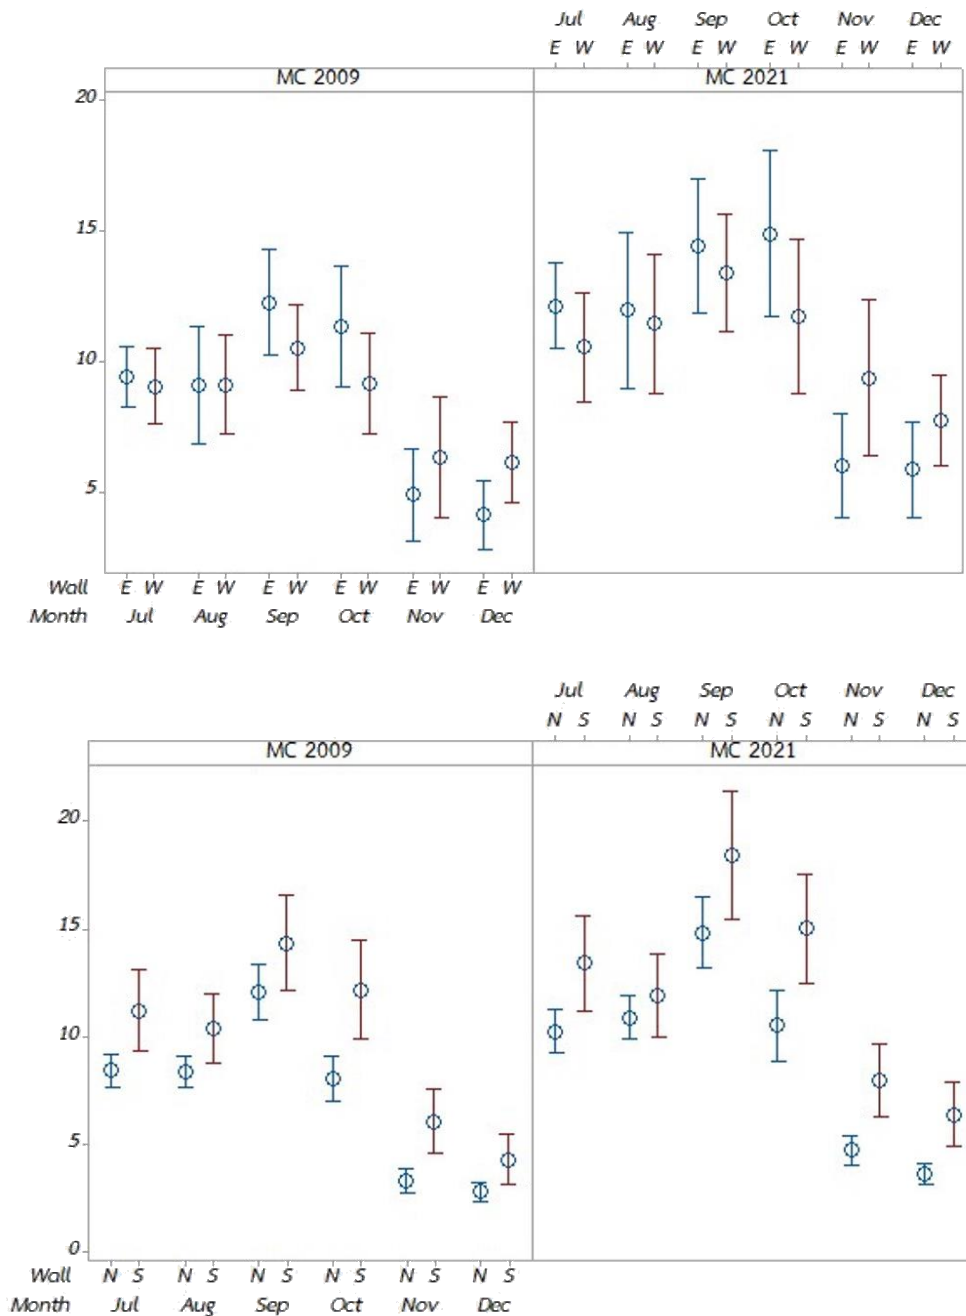 Jul Aug Sep Oct Nov Dec
E W E W E W E W E W E W
MC 2009 MC 2021
20
15
10
5
Wall E W E W E W E W E W E W
Month Jul Aug Sep Oct Nov Dec
Jul Aug Sep Oct Nov Dec
N S N S N S N S N S N S
MC 2009 MC 2021
20
15
10
5
0
Wall N S N S N S N S N S N S
Month Jul Aug Sep Oct Nov Dec